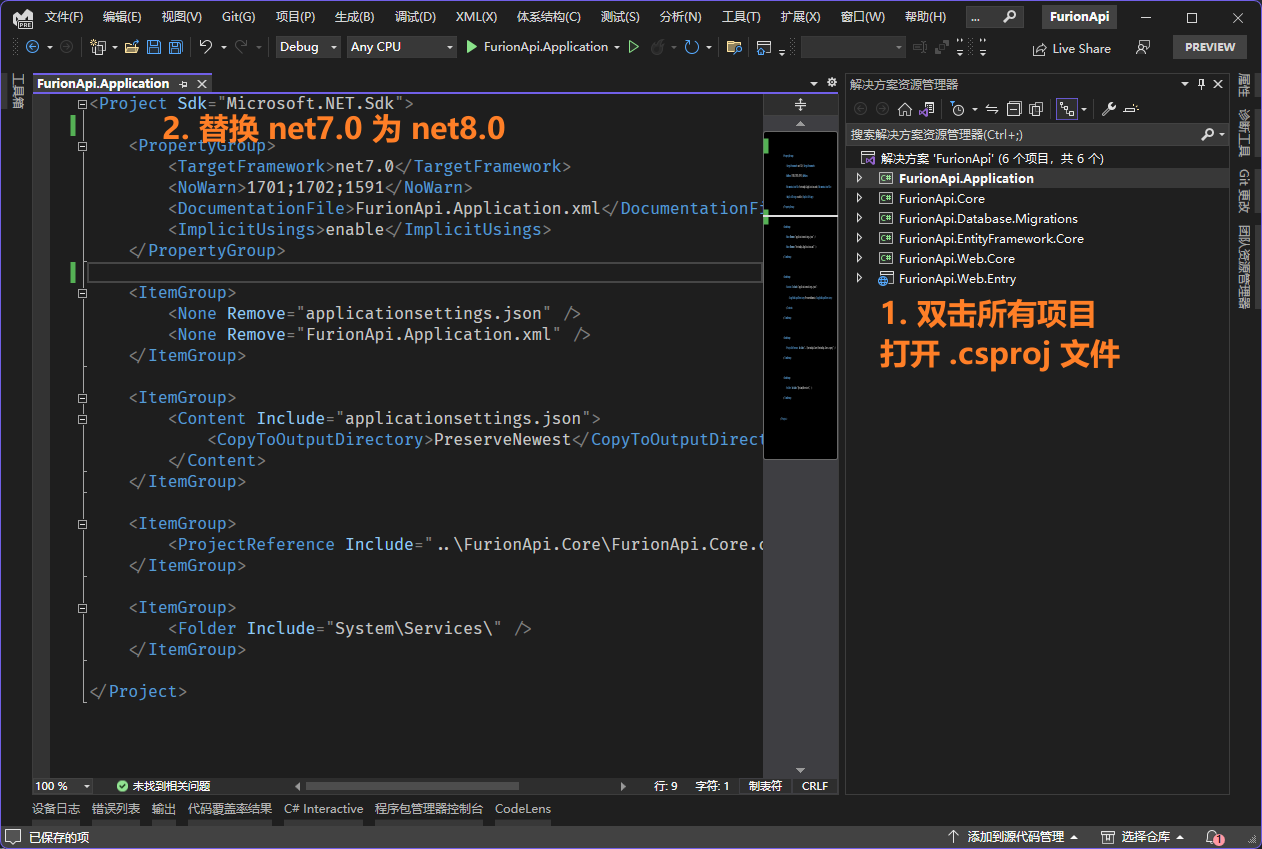 文件(F) 编辑(E) 视图(V) Git(G) 项目(P) 生成(B) 调试(D) XML(X) 体系结构(C) 测试(S) 分析(N) 工具(T) 扩展(X) 窗口(W) 帮助(H) ... FurionApi
Debug Any CPU FurionApi.Application Live Share PREVIEW
工具箱
FurionApi.Application
<Project Sdk="Microsoft.NET.Sdk">
2. 替换 net7.0 为 net8.0
<PropertyGroup>
<TargetFramework>net7.0</TargetFramework>
<NoWarn>1701;1702;1591</NoWarn>
<DocumentationFile>FurionApi.Application.xml</DocumentationFi
<ImplicitUsings>enable</ImplicitUsings>
</PropertyGroup>
<ItemGroup>
<None Remove="applicationsettings.json" />
<None Remove="FurionApi.Application.xml" />
</ItemGroup>
<ItemGroup>
<Content Include="applicationsettings.json">
<CopyToOutputDirectory>PreserveNewest</CopyToOutputDirect
</Content>
</ItemGroup>
<ItemGroup>
<ProjectReference Include="..\FurionApi.Core\FurionApi.Core.c
</ItemGroup>
<ItemGroup>
<Folder Include="System\Services\" />
</ItemGroup>
</Project>
100 % 未找到相关问题 行: 9 字符: 1 制表符 CRLF
解决方案资源管理器
搜索解决方案资源管理器(Ctrl+;)
解决方案 'FurionApi' (6 个项目，共 6 个)
FurionApi.Application
FurionApi.Core
FurionApi.Database.Migrations
FurionApi.EntityFramework.Core
FurionApi.Web.Core
FurionApi.Web.Entry
1. 双击所有项目
打开 .csproj 文件
属性
诊断工具
Git 更改
团队资源管理器
设备日志 错误列表 输出 代码覆盖率结果 C# Interactive 程序包管理器控制台 CodeLens
已保存的项 添加到源代码管理 选择仓库 1